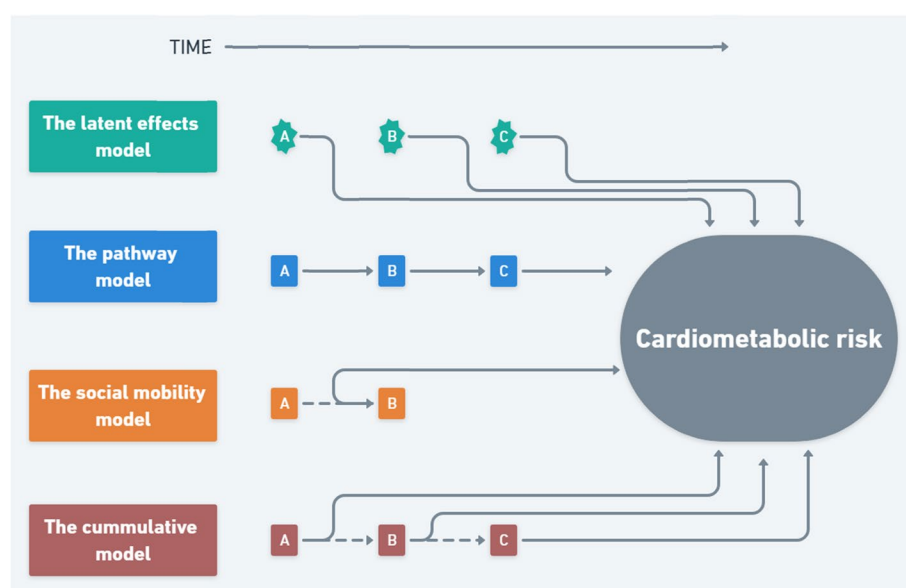 TIME
The latent effects
model
A B C
The pathway
model
A B C
Cardiometabolic risk
The social mobility
model
A B
The cummulative
model
A B C